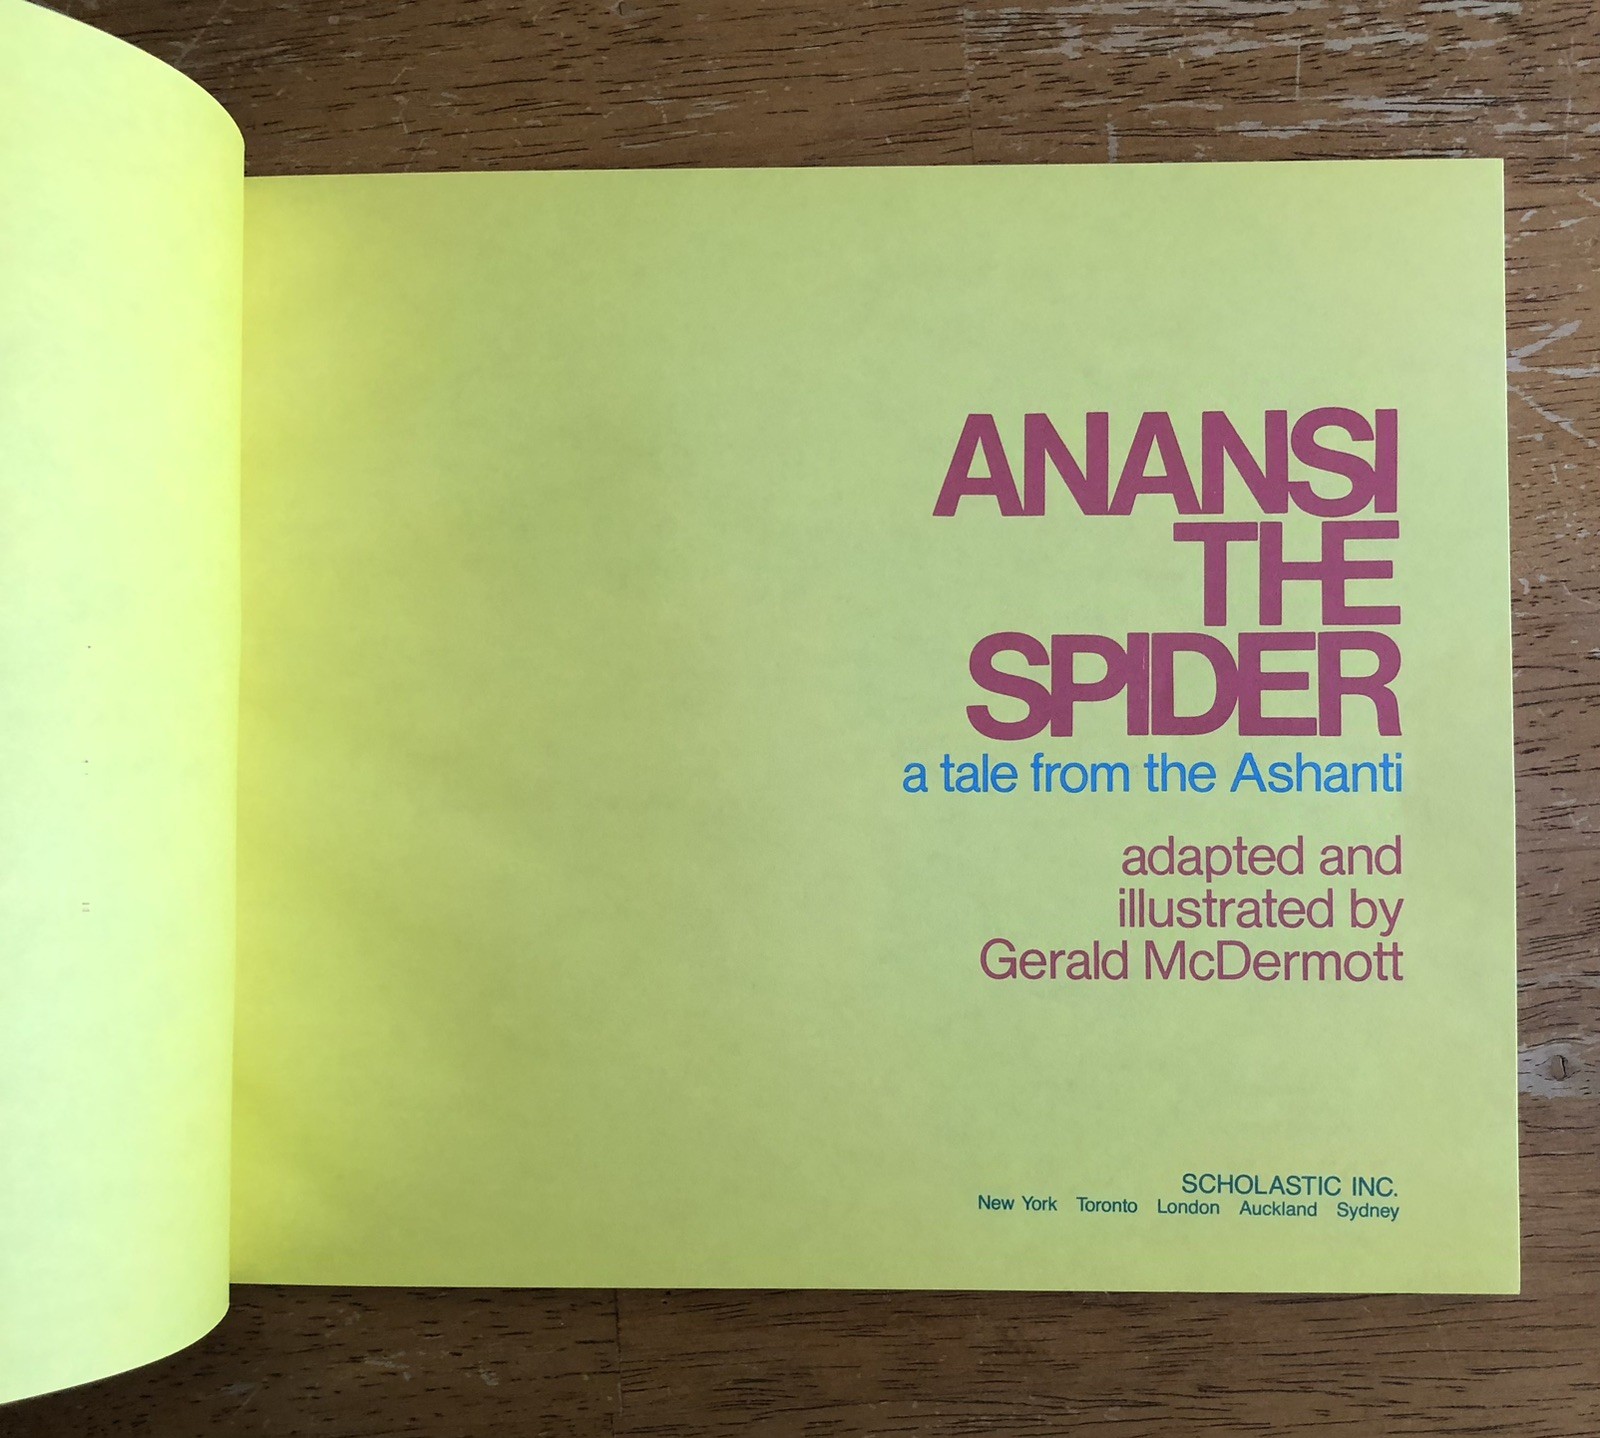 ANANSI
THE
SPIDER
a tale from the Ashanti
adapted and
illustrated by
Gerald McDermott
SCHOLASTIC INC.
New York Toronto London Auckland Sydney